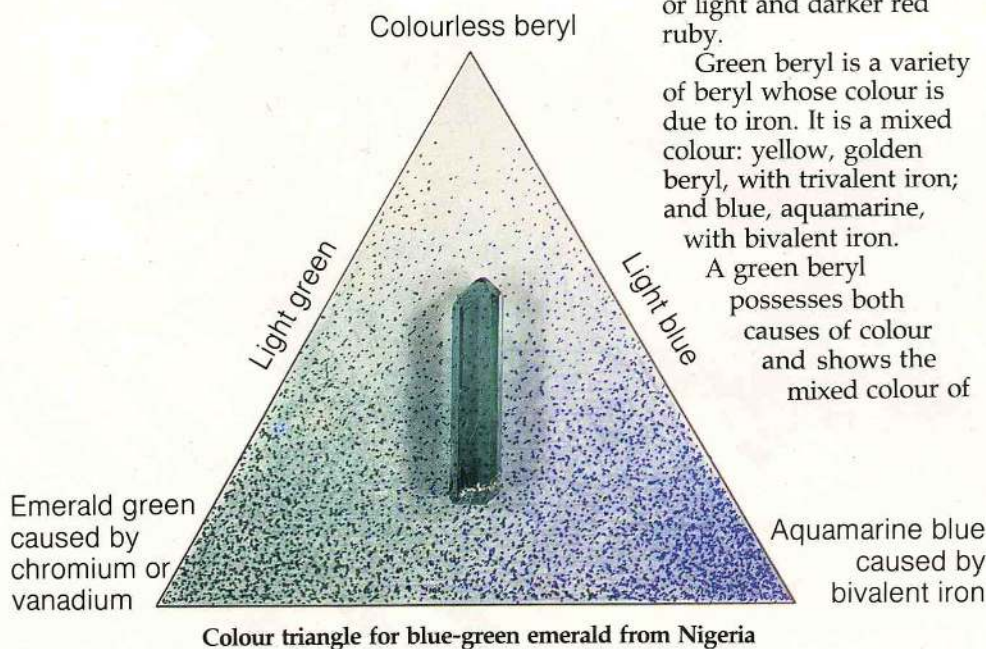 Colourless beryl
or light and darker red
ruby.
Green beryl is a variety
of beryl whose colour is
due to iron. It is a mixed
colour: yellow, golden
beryl, with trivalent iron;
and blue, aquamarine,
with bivalent iron.
A green beryl
possesses both
causes of colour
and shows the
mixed colour of
Light green
Light blue
Emerald green
caused by
chromium or
vanadium
Aquamarine blue
caused by
bivalent iron
Colour triangle for blue-green emerald from Nigeria